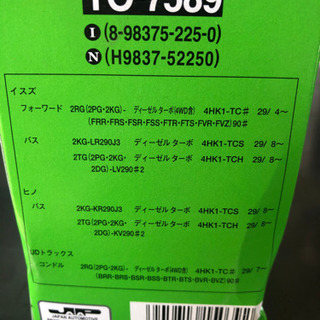 TO-7589
I (8-98375-225-0)
N (H9837-52250)
イスズ
フォーワード 2RG(2PG･2KG)- ディーゼルターボ(4WD含) 4HK1-TC# 29/ 4～
(FRR･FRS･FSR･FSS･FTR･FTS･FVR･FVZ)90#
バス 2KG-LR290J3 ディーゼルターボ 4HK1-TCS 29/ 8～
2TG(2PG･2KG･ ディーゼルターボ 4HK1-TCH 29/ 8～
2DG)-LV290#2
ヒノ
バス 2KG-KR290J3 ディーゼルターボ 4HK1-TCS 29/ 8～
2TG(2PG･2KG･ ディーゼルターボ 4HK1-TCH 29/ 8～
2DG)-KV290#2
UDトラックス
コンドル 2RG(2PG･2KG)- ディーゼルターボ(4WD含) 4HK1-TC# 29/ 7～
(BRR･BRS･BSR･BSS･BTR･BTS･BVR･BVZ)90#
JAPAN AUTOMOTIVE